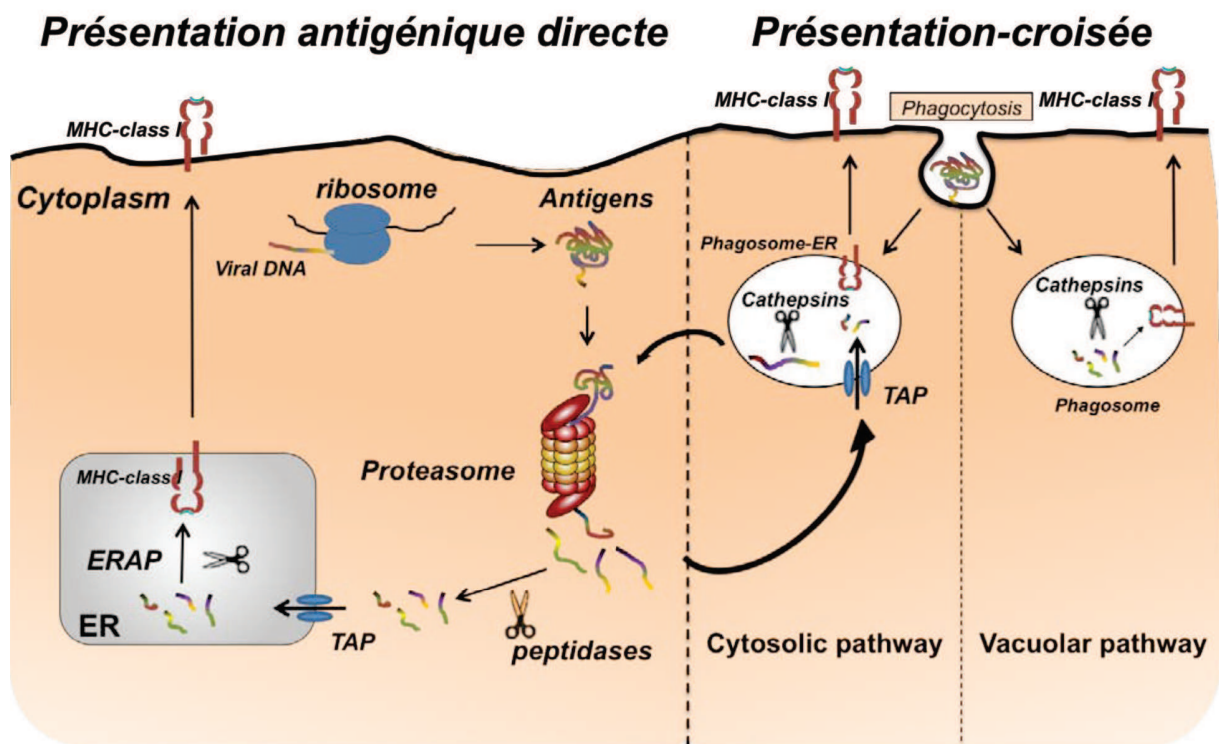 Présentation antigénique directe
Présentation-croisée
MHC-class I
Cytoplasm
ribosome
Viral DNA
Antigens
Proteasome
MHC-class I
ERAP
ER
TAP
peptidases
MHC-class I
Phagocytosis
MHC-class I
Phagosome-ER
Cathepsins
TAP
Cathepsins
Phagosome
Cytosolic pathway
Vacuolar pathway